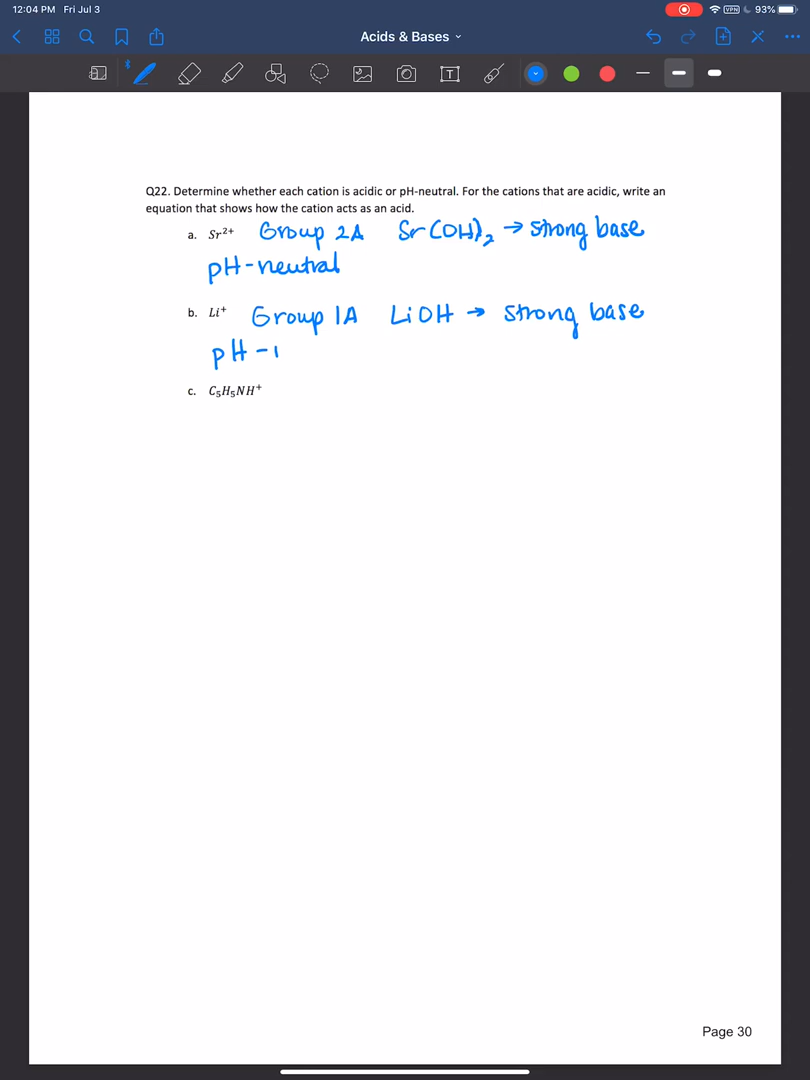 12:04 PM Fri Jul 3
VPN 93%
Acids & Bases
T
Q22. Determine whether each cation is acidic or pH-neutral. For the cations that are acidic, write an
equation that shows how the cation acts as an acid.
a. Sr²⁺ Group 2A Sr(OH)₂ → strong base
pH-neutral
b. Li⁺ Group 1A LiOH → strong base
pH-
c. C₅H₅NH⁺
Page 30